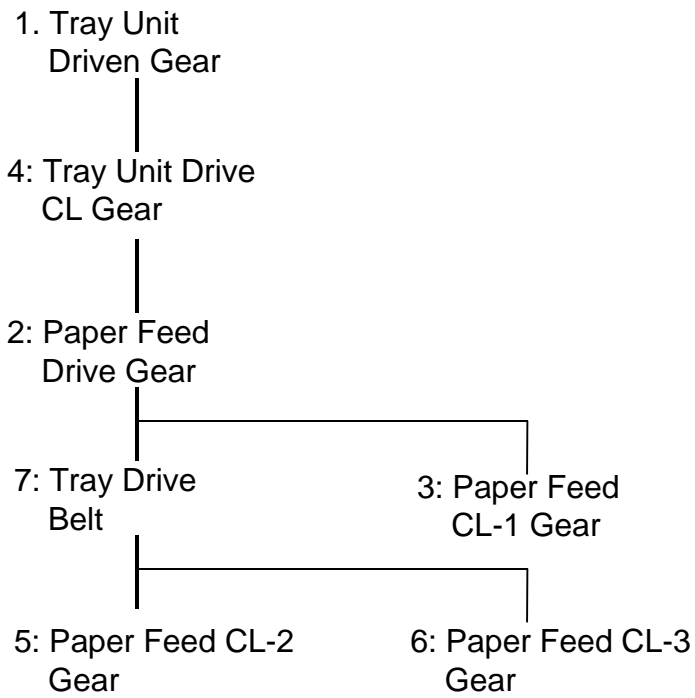 1. Tray Unit
Driven Gear
4: Tray Unit Drive
CL Gear
2: Paper Feed
Drive Gear
7: Tray Drive
Belt
3: Paper Feed
CL-1 Gear
5: Paper Feed CL-2
Gear
6: Paper Feed CL-3
Gear